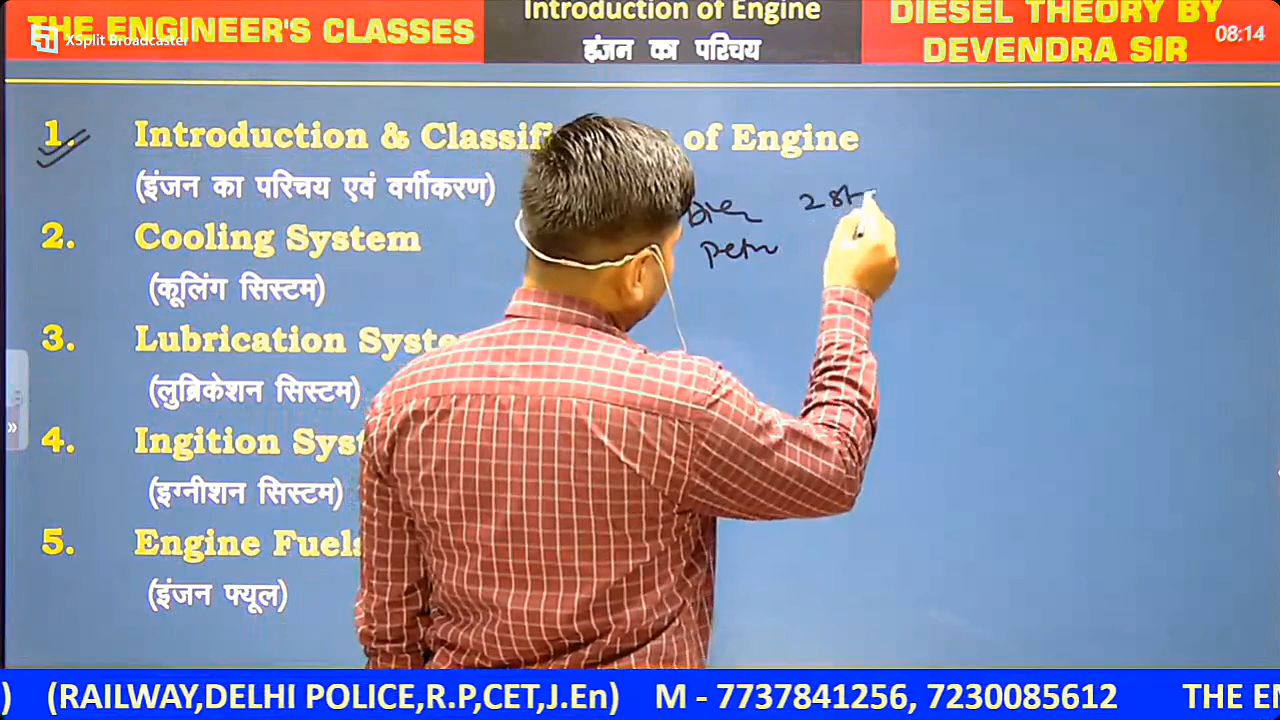 THE ENGINEER'S CLASSES
XSplit Broadcaster
Introduction of Engine
इंजन का परिचय
DIESEL THEORY BY
DEVENDRA SIR
08:14
1. Introduction & Classifi of Engine
(इंजन का परिचय एवं वर्गीकरण)
2. Cooling System
(कूलिंग सिस्टम)
3. Lubrication Syste
(लुब्रिकेशन सिस्टम)
4. Ingition Syst
(इग्नीशन सिस्टम)
5. Engine Fuels
(इंजन फ्यूल)
) (RAILWAY,DELHI POLICE,R.P,CET,J.En) M - 7737841256, 7230085612 THE EN